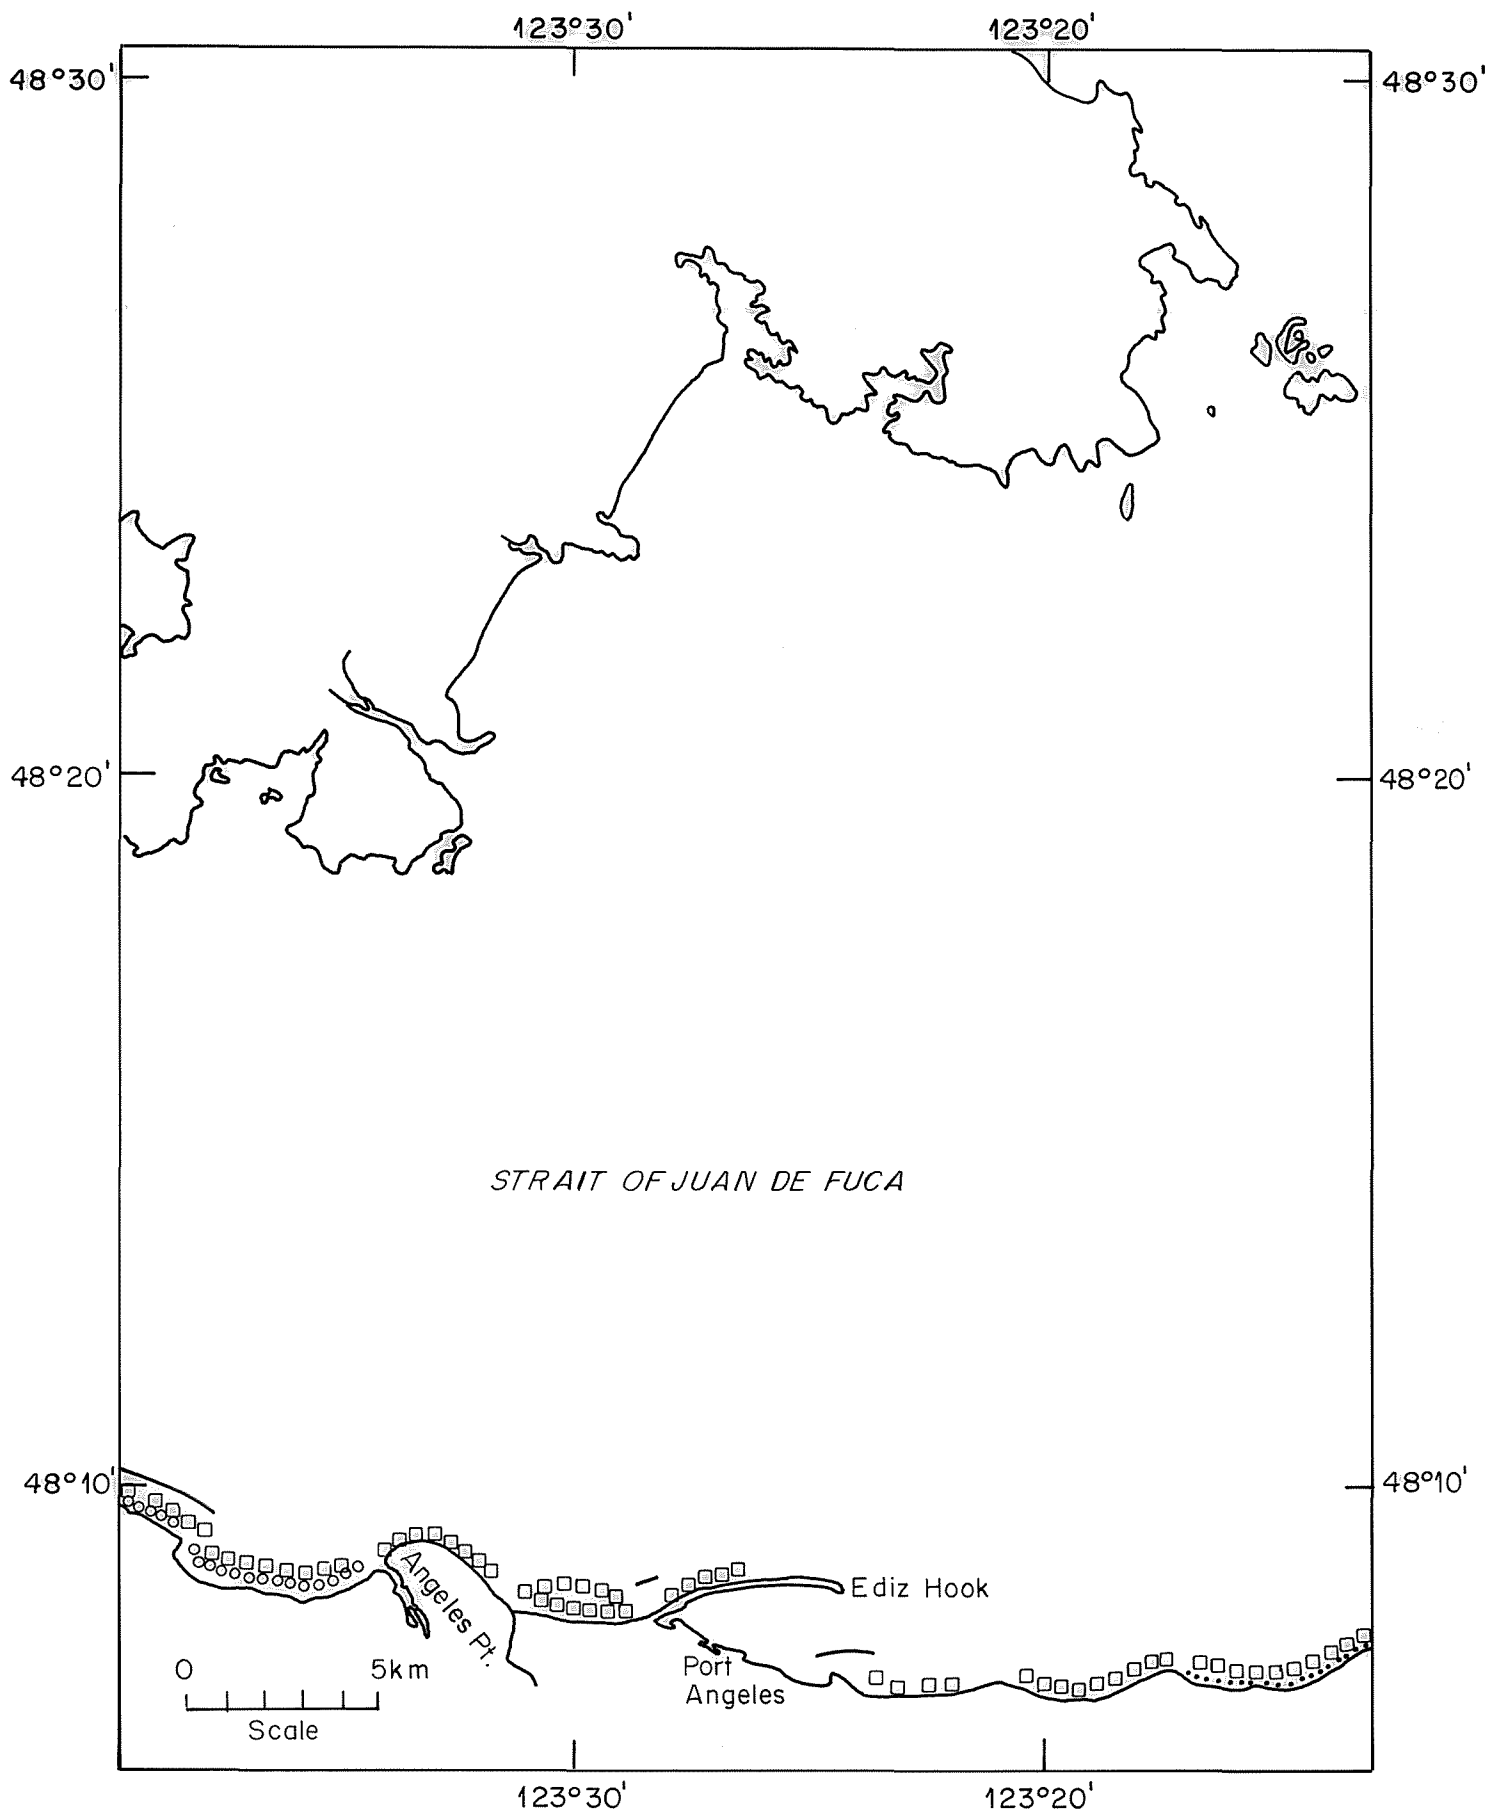 123°30' 123°20'
48°30' 48°30'
48°20' 48°20'
STRAIT OF JUAN DE FUCA
48°10' 48°10'
Angeles Pt.
Ediz Hook
Port
Angeles
0 5km
Scale
123°30' 123°20'